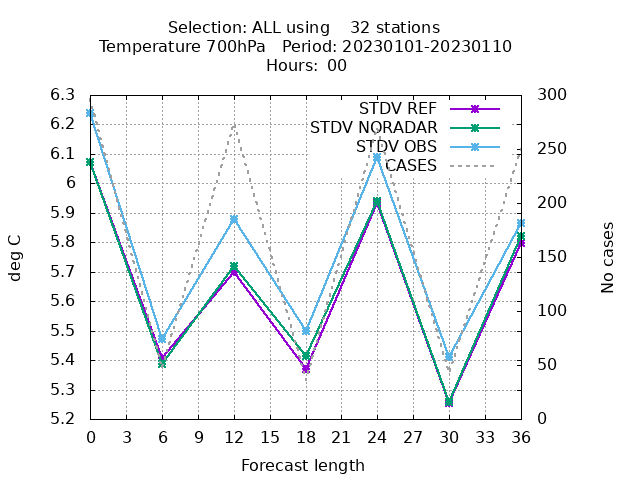 Selection: ALL using    32 stations
Temperature 700hPa   Period: 20230101-20230110
Hours: 00
STDV REF
STDV NORADAR
STDV OBS
CASES
deg C
6.3
6.2
6.1
6
5.9
5.8
5.7
5.6
5.5
5.4
5.3
5.2
300
250
200
150
100
50
0
No cases
0 3 6 9 12 15 18 21 24 27 30 33 36
Forecast length